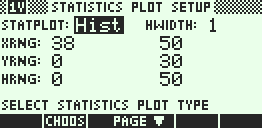 1V STATISTICS PLOT SETUP
STATPLOT: Hist HWIDTH: 1
XRNG: 38 50
YRNG: 0 30
HRNG: 0 50
SELECT STATISTICS PLOT TYPE
CHOOS PAGE ▼